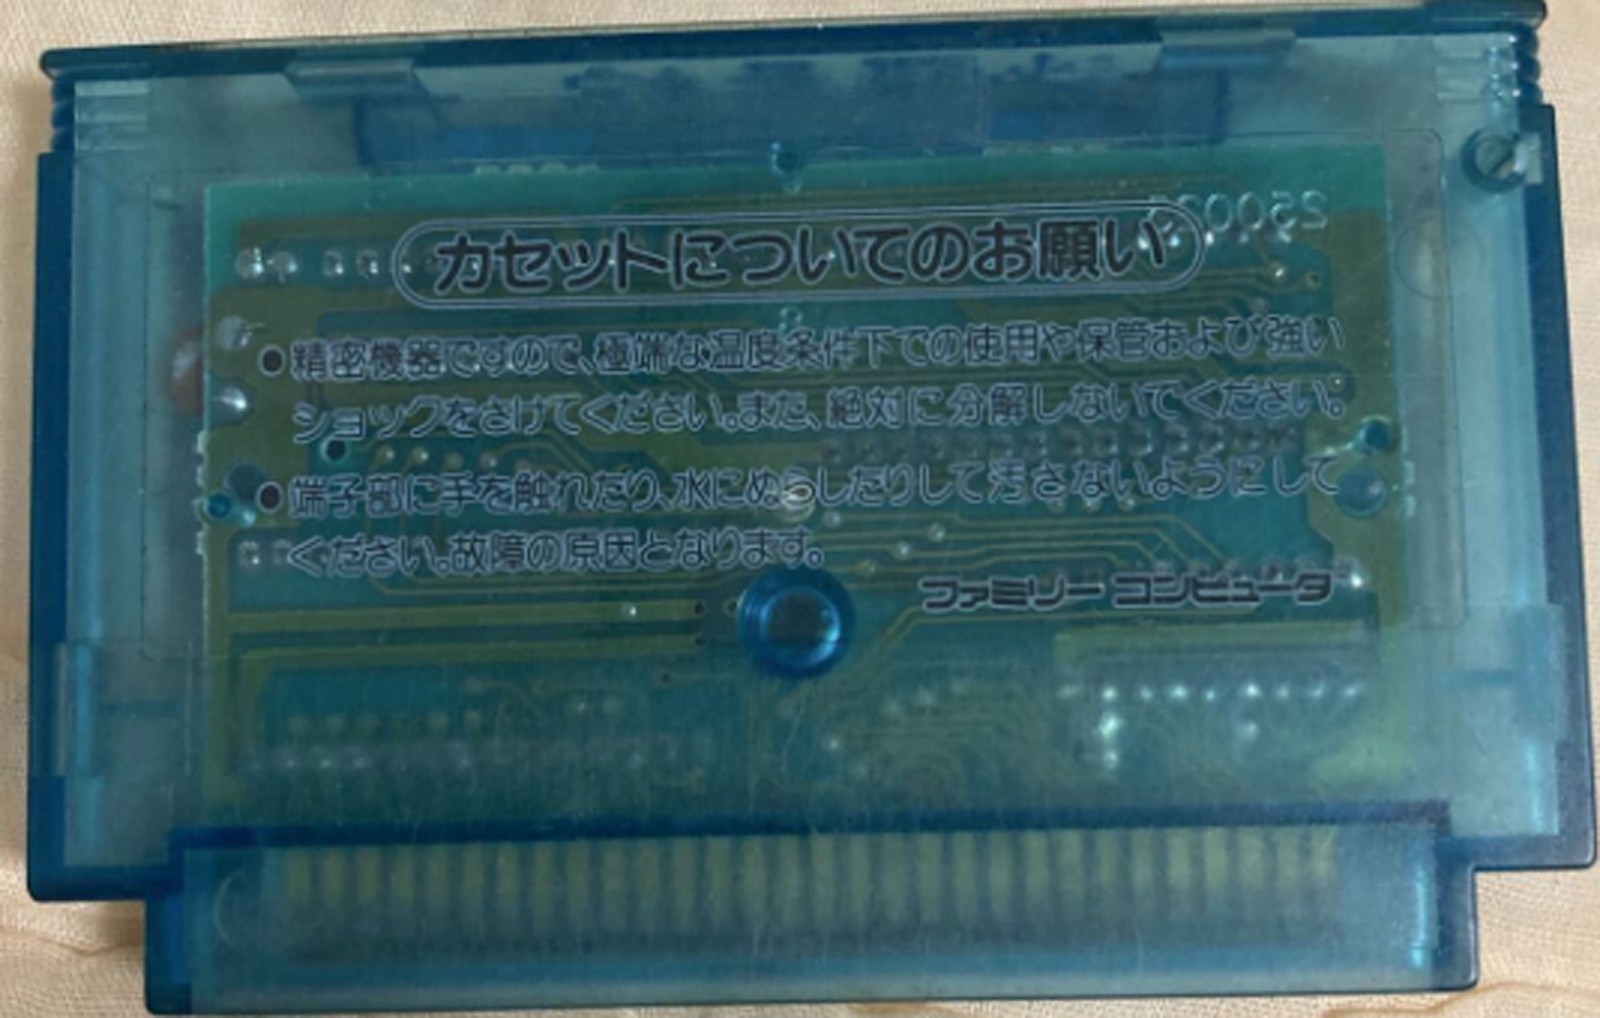 カセットについてのお願い
●精密機器ですので、極端な温度条件下での使用や保管および強い
ショックをさけてください。また、絶対に分解しないでください。
●端子部に手を触れたり、水にぬらしたりして汚さないようにして
ください。故障の原因となります。
ファミリー コンピュータ